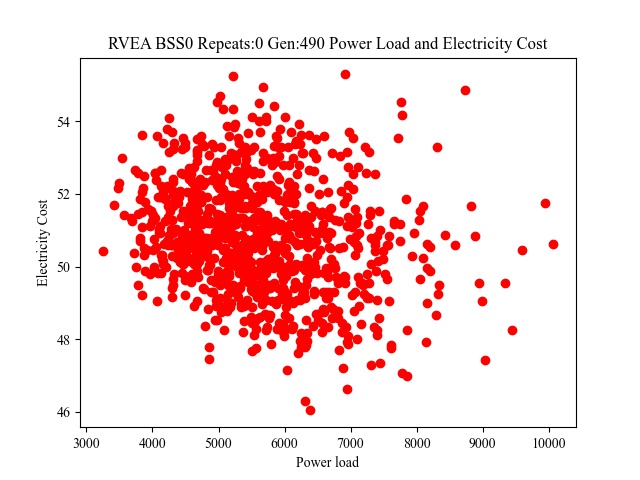 RVEA BSS0 Repeats:0 Gen:490 Power Load and Electricity Cost
Electricity Cost
54
52
50
48
46
3000 4000 5000 6000 7000 8000 9000 10000
Power load